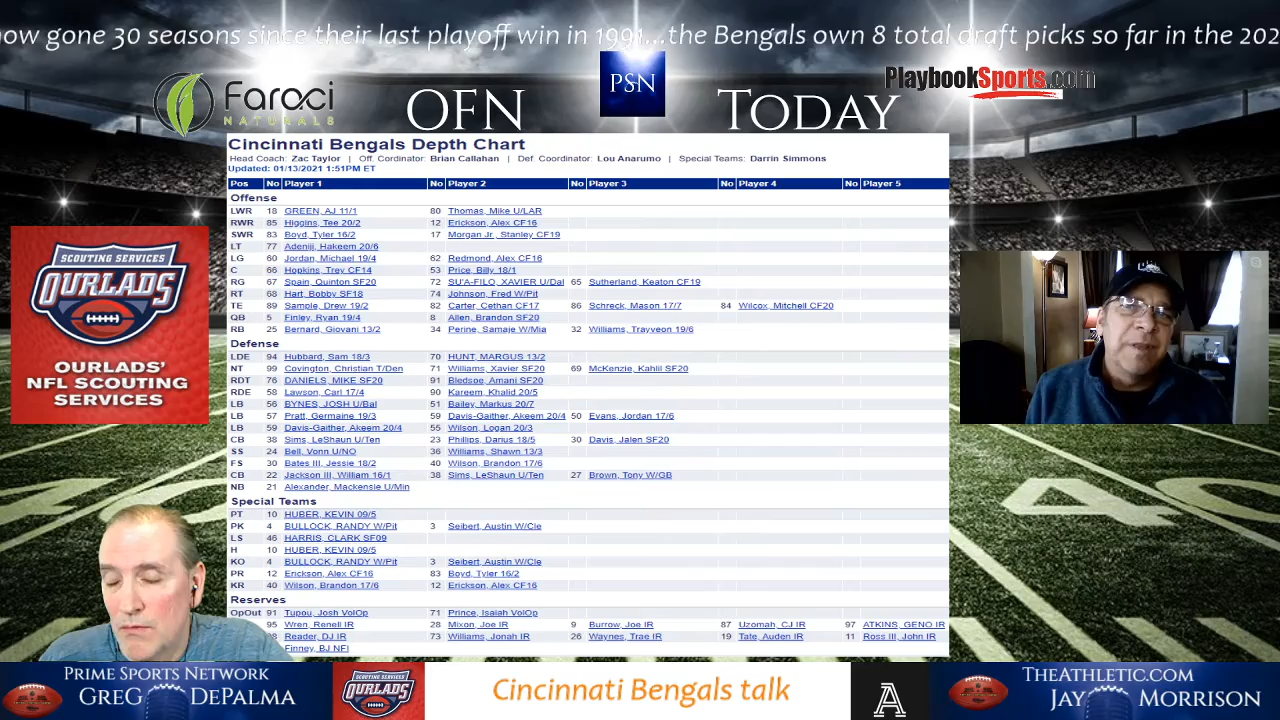 now gone 30 seasons since their last playoff win in 1991...the Bengals own 8 total draft picks so far in the 202
Faroci
NATURALS
OFN
PSN
TODAY
PlaybookSports.com
Cincinnati Bengals Depth Chart
Head Coach: Zac Taylor | Off. Cordinator: Brian Callahan | Def. Coordinator: Lou Anarumo | Special Teams: Darrin Simmons
Updated: 01/13/2021 1:51PM ET
Pos No Player 1 No Player 2 No Player 3 No Player 4 No Player 5
Offense
LWR 18 GREEN, AJ 11/1 80 Thomas, Mike U/LAR
RWR 85 Higgins, Tee 20/2 12 Erickson, Alex CF16
SWR 83 Boyd, Tyler 16/2 17 Morgan Jr., Stanley CF19
LT 77 Adeniji, Hakeem 20/6
LG 60 Jordan, Michael 19/4 62 Redmond, Alex CF16
C 66 Hopkins, Trey CF14 53 Price, Billy 18/1
RG 67 Spain, Quinton SF20 72 SU'A-FILO, XAVIER U/Dal 65 Sutherland, Keaton CF19
RT 68 Hart, Bobby SF18 74 Johnson, Fred W/Pit
TE 89 Sample, Drew 19/2 82 Carter, Cethan CF17 86 Schreck, Mason 17/7 84 Wilcox, Mitchell CF20
QB 5 Finley, Ryan 19/4 8 Allen, Brandon SF20
RB 25 Bernard, Giovani 13/2 34 Perine, Samaje W/Mia 32 Williams, Trayveon 19/6
Defense
LDE 94 Hubbard, Sam 18/3 70 HUNT, MARGUS 13/2
NT 99 Covington, Christian T/Den 71 Williams, Xavier SF20 69 McKenzie, Kahlil SF20
RDT 76 DANIELS, MIKE SF20 91 Bledsoe, Amani SF20
RDE 58 Lawson, Carl 17/4 90 Kareem, Khalid 20/5
LB 56 BYNES, JOSH U/Bal 51 Bailey, Markus 20/7
LB 57 Pratt, Germaine 19/3 59 Davis-Gaither, Akeem 20/4 50 Evans, Jordan 17/6
LB 59 Davis-Gaither, Akeem 20/4 55 Wilson, Logan 20/3
CB 38 Sims, LeShaun U/Ten 23 Phillips, Darius 18/5 30 Davis, Jalen SF20
SS 24 Bell, Vonn U/NO 36 Williams, Shawn 13/3
FS 30 Bates III, Jessie 18/2 40 Wilson, Brandon 17/6
CB 22 Jackson III, William 16/1 38 Sims, LeShaun U/Ten 27 Brown, Tony W/GB
NB 21 Alexander, Mackensie U/Min
Special Teams
PT 10 HUBER, KEVIN 09/5
PK 4 BULLOCK, RANDY W/Pit 3 Seibert, Austin W/Cle
LS 46 HARRIS, CLARK SF09
H 10 HUBER, KEVIN 09/5
KO 4 BULLOCK, RANDY W/Pit 3 Seibert, Austin W/Cle
PR 12 Erickson, Alex CF16 83 Boyd, Tyler 16/2
KR 40 Wilson, Brandon 17/6 12 Erickson, Alex CF16
Reserves
OpOut 91 Tupou, Josh VolOp 71 Prince, Isaiah VolOp
95 Wren, Renell IR 28 Mixon, Joe IR 9 Burrow, Joe IR 87 Uzomah, CJ IR 97 ATKINS, GENO IR
Reader, DJ IR 73 Williams, Jonah IR 26 Waynes, Trae IR 19 Tate, Auden IR 11 Ross III, John IR
Finney, BJ NFI
SCOUTING SERVICES
OURLADS
OURLADS'
NFL SCOUTING
SERVICES
PRIME SPORTS NETWORK
GREG DEPALMA
SCOUTING SERVICES
OURLADS
Cincinnati Bengals talk
A
THEATHLETIC.COM
JAY MORRISON